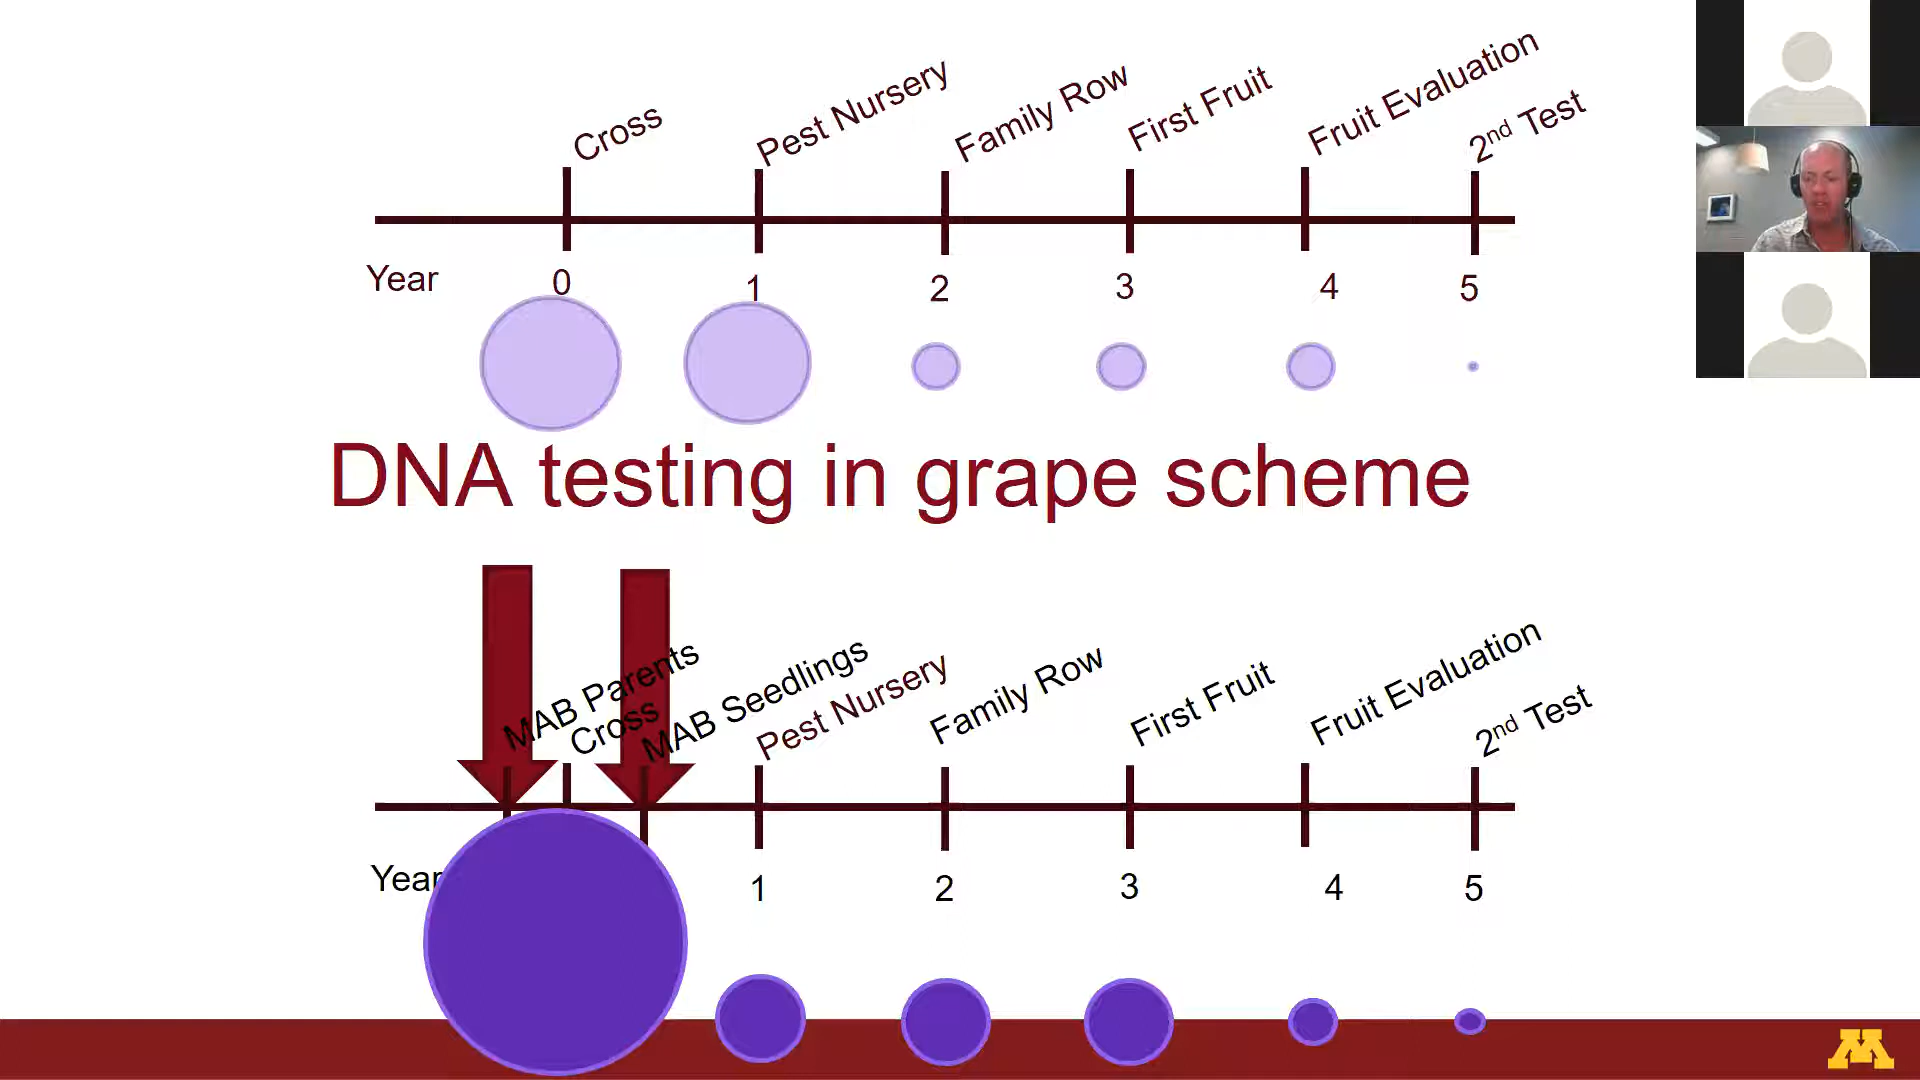 Cross
Pest Nursery
Family Row
First Fruit
Fruit Evaluation
2nd Test
Year
0
1
2
3
4
5
DNA testing in grape scheme
MAB Parents
Cross
MAB Seedlings
Pest Nursery
Family Row
First Fruit
Fruit Evaluation
2nd Test
Year
1
2
3
4
5
M